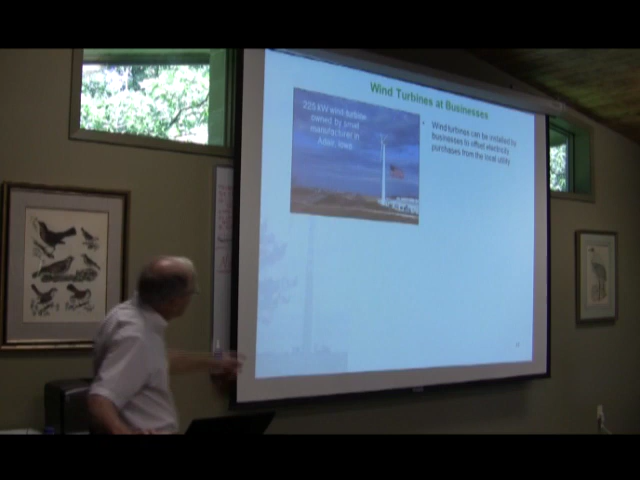 Wind Turbines at Businesses
225 kW wind turbine
owned by small
manufacturer in
Adair, Iowa
• Wind turbines can be installed by
businesses to offset electricity
purchases from the local utility